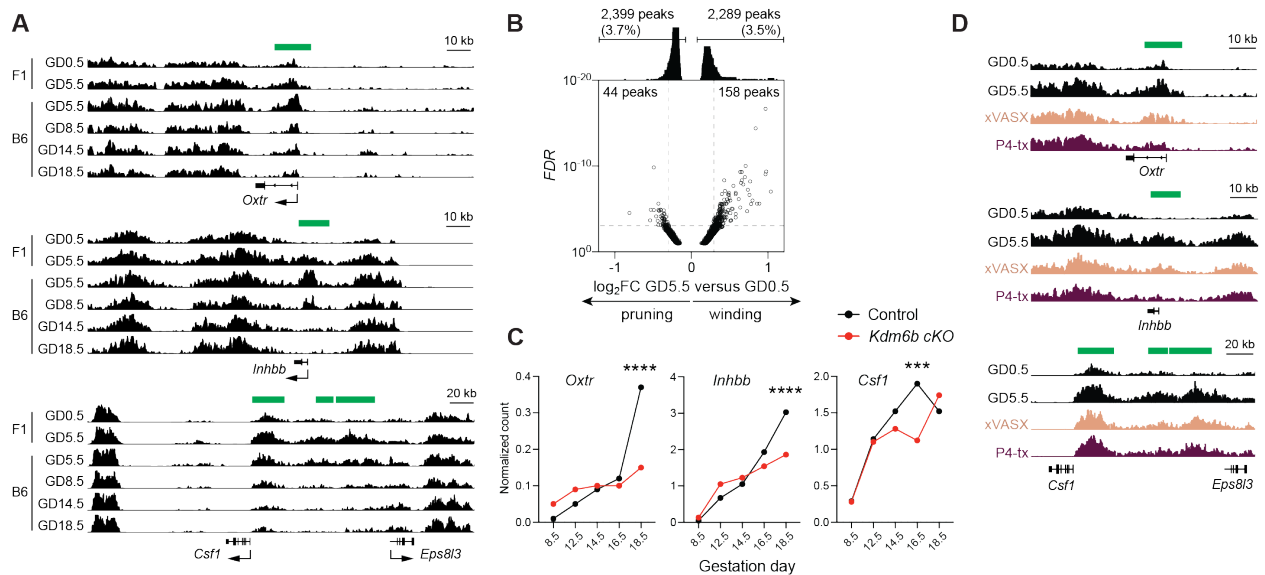 A
10 kb
F1
GD0.5
GD5.5
B6
GD5.5
GD8.5
GD14.5
GD18.5
Oxtr
10 kb
F1
GD0.5
GD5.5
B6
GD5.5
GD8.5
GD14.5
GD18.5
Inhbb
20 kb
F1
GD0.5
GD5.5
B6
GD5.5
GD8.5
GD14.5
GD18.5
Csf1
Eps8l3
B
2,399 peaks
(3.7%)
2,289 peaks
(3.5%)
10-20
10-10
100
FDR
44 peaks
158 peaks
-1
0
1
log2FC GD5.5 versus GD0.5
pruning
winding
C
Control
Kdm6b cKO
Normalized count
Oxtr
****
0.4
0.3
0.2
0.1
0.0
8.5
12.5
14.5
16.5
18.5
Inhbb
****
4
3
2
1
0
8.5
12.5
14.5
16.5
18.5
Csf1
***
2.0
1.5
1.0
0.5
0.0
8.5
12.5
14.5
16.5
18.5
Gestation day
D
10 kb
GD0.5
GD5.5
xVASX
P4-tx
Oxtr
10 kb
GD0.5
GD5.5
xVASX
P4-tx
Inhbb
20 kb
GD0.5
GD5.5
xVASX
P4-tx
Csf1
Eps8l3